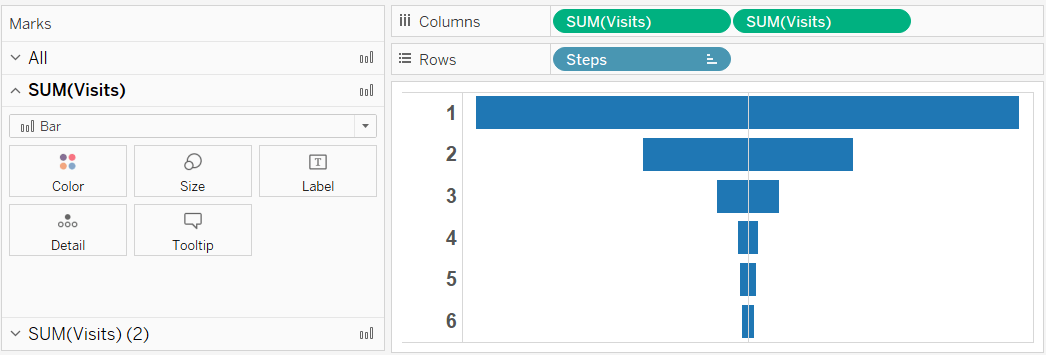 Marks
All
SUM(Visits)
Bar
Color Size Label
Detail Tooltip
SUM(Visits) (2)
Columns SUM(Visits) SUM(Visits)
Rows Steps
1
2
3
4
5
6